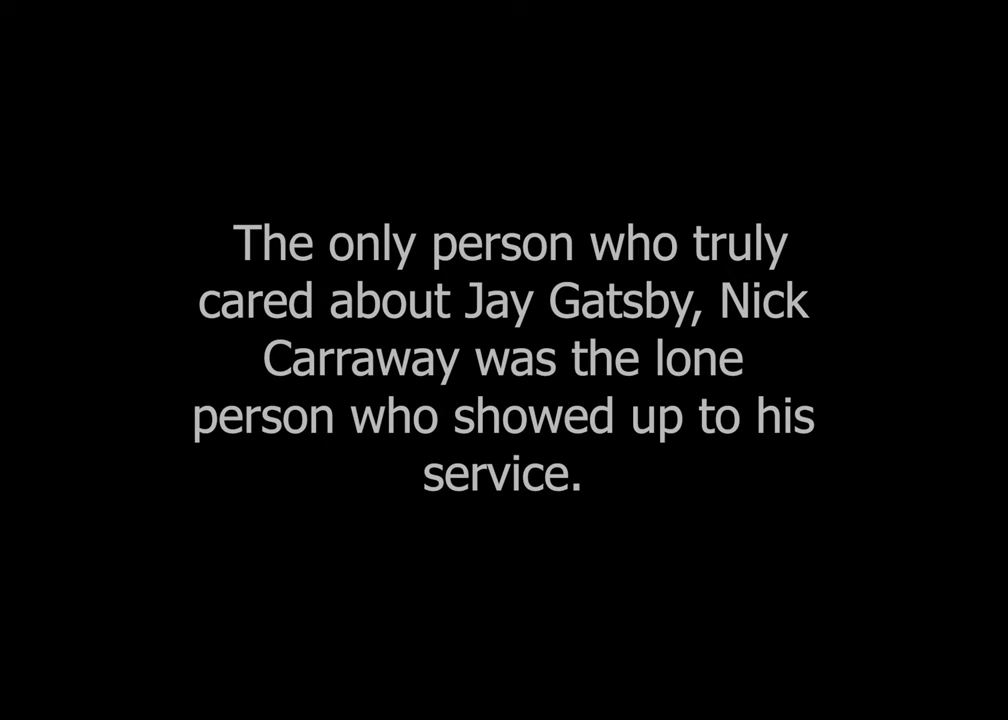 The only person who truly
cared about Jay Gatsby, Nick
Carraway was the lone
person who showed up to his
service.